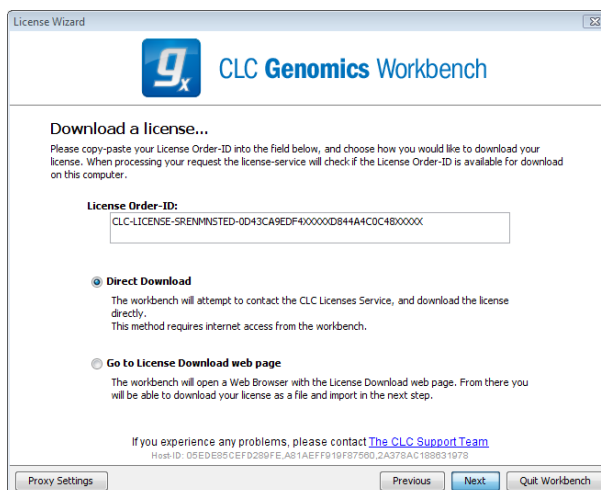 License Wizard
gx CLC Genomics Workbench
Download a license...
Please copy-paste your License Order-ID into the field below, and choose how you would like to download your
license. When processing your request the license-service will check if the License Order-ID is available for download
on this computer.
License Order-ID:
CLC-LICENSE-SRENMNSTED-0D43CA9EDF4XXXXXD844A4C0C48XXXXX
Direct Download
The workbench will attempt to contact the CLC Licenses Service, and download the license
directly.
This method requires internet access from the workbench.
Go to License Download web page
The workbench will open a Web Browser with the License Download web page. From there you
will be able to download your license as a file and import in the next step.
If you experience any problems, please contact The CLC Support Team
Host-ID: D5EDE85CEFD289FE,A81AEFF919F87560,2A378AC188631978
Proxy Settings Previous Next Quit Workbench